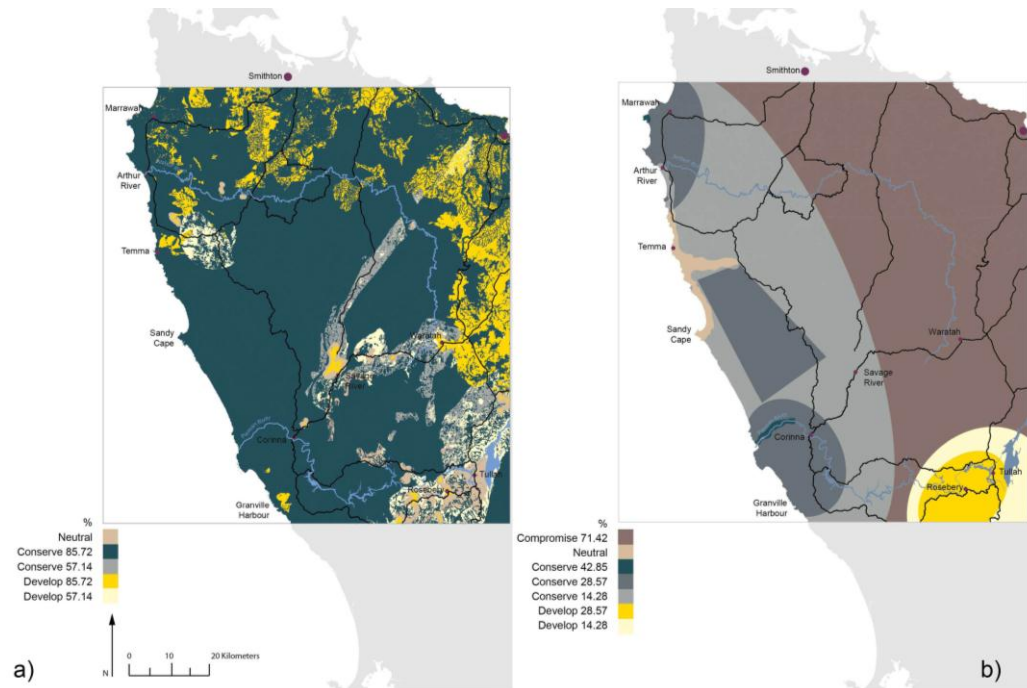 Smithton
Marrawah
Arthur
River
Temma
Sandy
Cape
Waratah
River
Corinna
Tullah
Rosebery
Granville
Harbour
%
Neutral
Conserve 85.72
Conserve 57.14
Develop 85.72
Develop 57.14
N
0 10 20 Kilometers
a)
Smithton
Marrawah
Arthur
River
Temma
Sandy
Cape
Waratah
Savage
River
Corinna
Tullah
Rosebery
Granville
Harbour
%
Compromise 71.42
Neutral
Conserve 42.85
Conserve 28.57
Conserve 14.28
Develop 28.57
Develop 14.28
b)